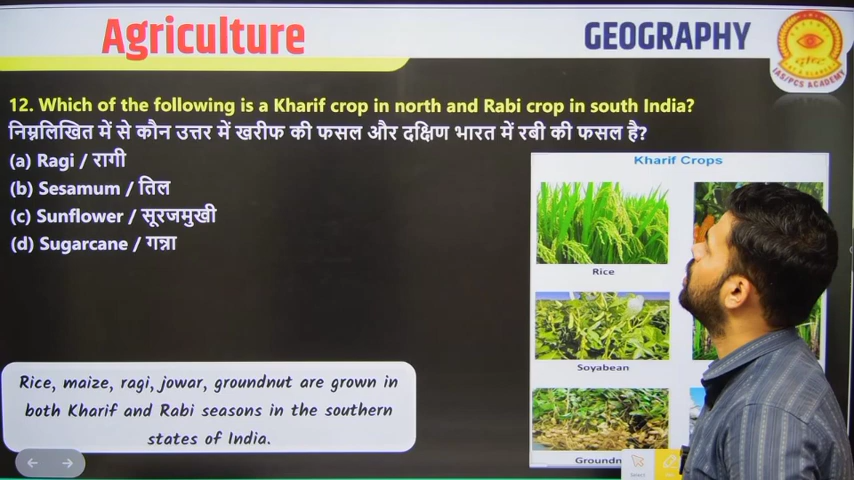 Agriculture
GEOGRAPHY
दृष्टि
IAS/PCS ACADEMY
12. Which of the following is a Kharif crop in north and Rabi crop in south India?
निम्नलिखित में से कौन उत्तर में खरीफ की फसल और दक्षिण भारत में रबी की फसल है?
(a) Ragi / रागी
(b) Sesamum / तिल
(c) Sunflower / सूरजमुखी
(d) Sugarcane / गन्ना
Kharif Crops
Rice
Soyabean
Rice, maize, ragi, jowar, groundnut are grown in
both Kharif and Rabi seasons in the southern
states of India.